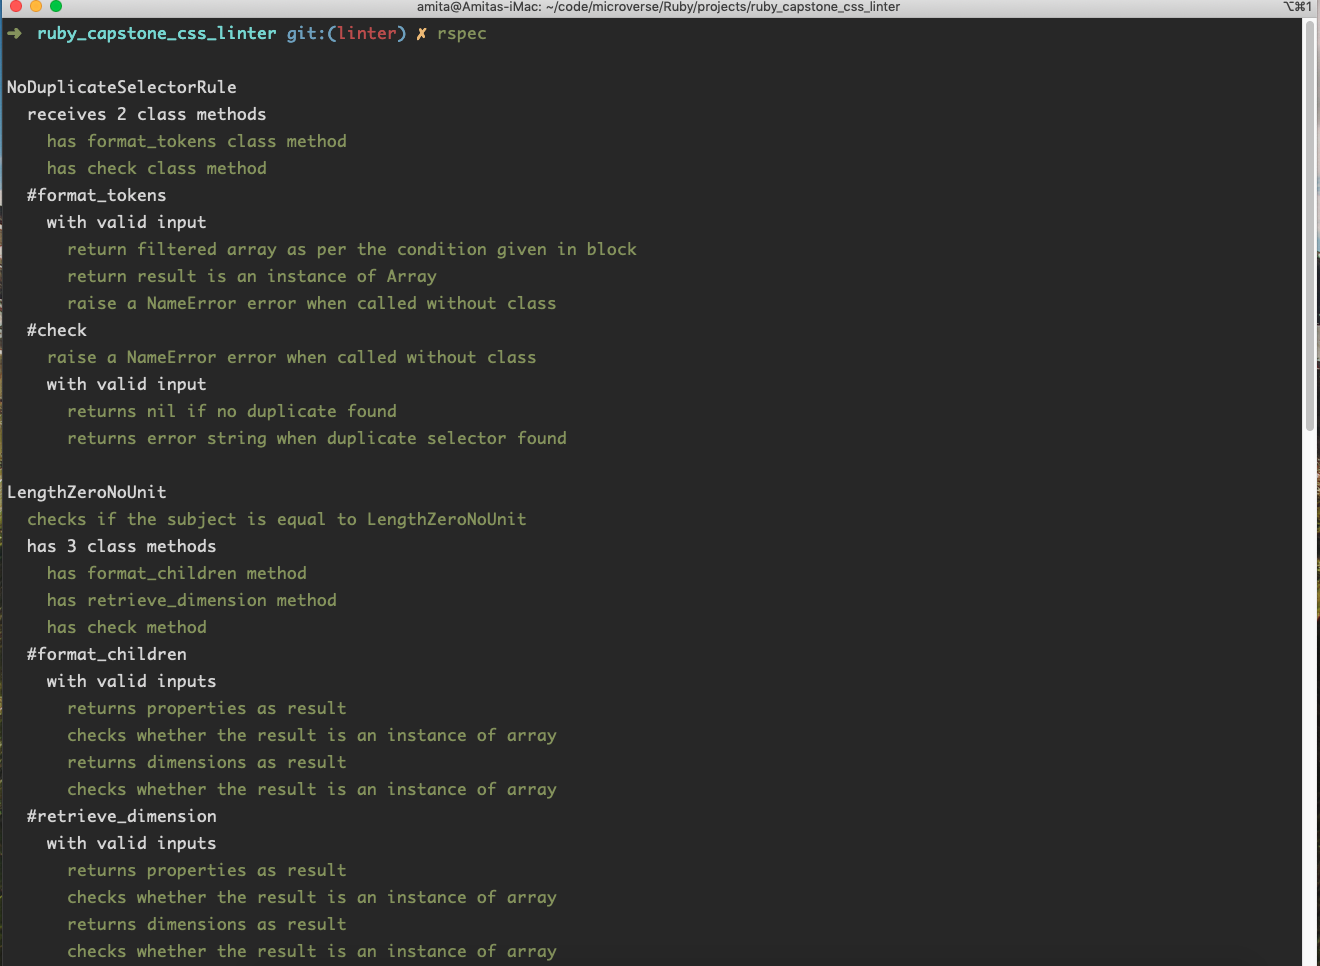 amita@Amitas-iMac: ~/code/microverse/Ruby/projects/ruby_capstone_css_linter
⌥⌘1
➜ ruby_capstone_css_linter git:(linter) ✗ rspec
NoDuplicateSelectorRule
receives 2 class methods
has format_tokens class method
has check class method
#format_tokens
with valid input
return filtered array as per the condition given in block
return result is an instance of Array
raise a NameError error when called without class
#check
raise a NameError error when called without class
with valid input
returns nil if no duplicate found
returns error string when duplicate selector found
LengthZeroNoUnit
checks if the subject is equal to LengthZeroNoUnit
has 3 class methods
has format_children method
has retrieve_dimension method
has check method
#format_children
with valid inputs
returns properties as result
checks whether the result is an instance of array
returns dimensions as result
checks whether the result is an instance of array
#retrieve_dimension
with valid inputs
returns properties as result
checks whether the result is an instance of array
returns dimensions as result
checks whether the result is an instance of array